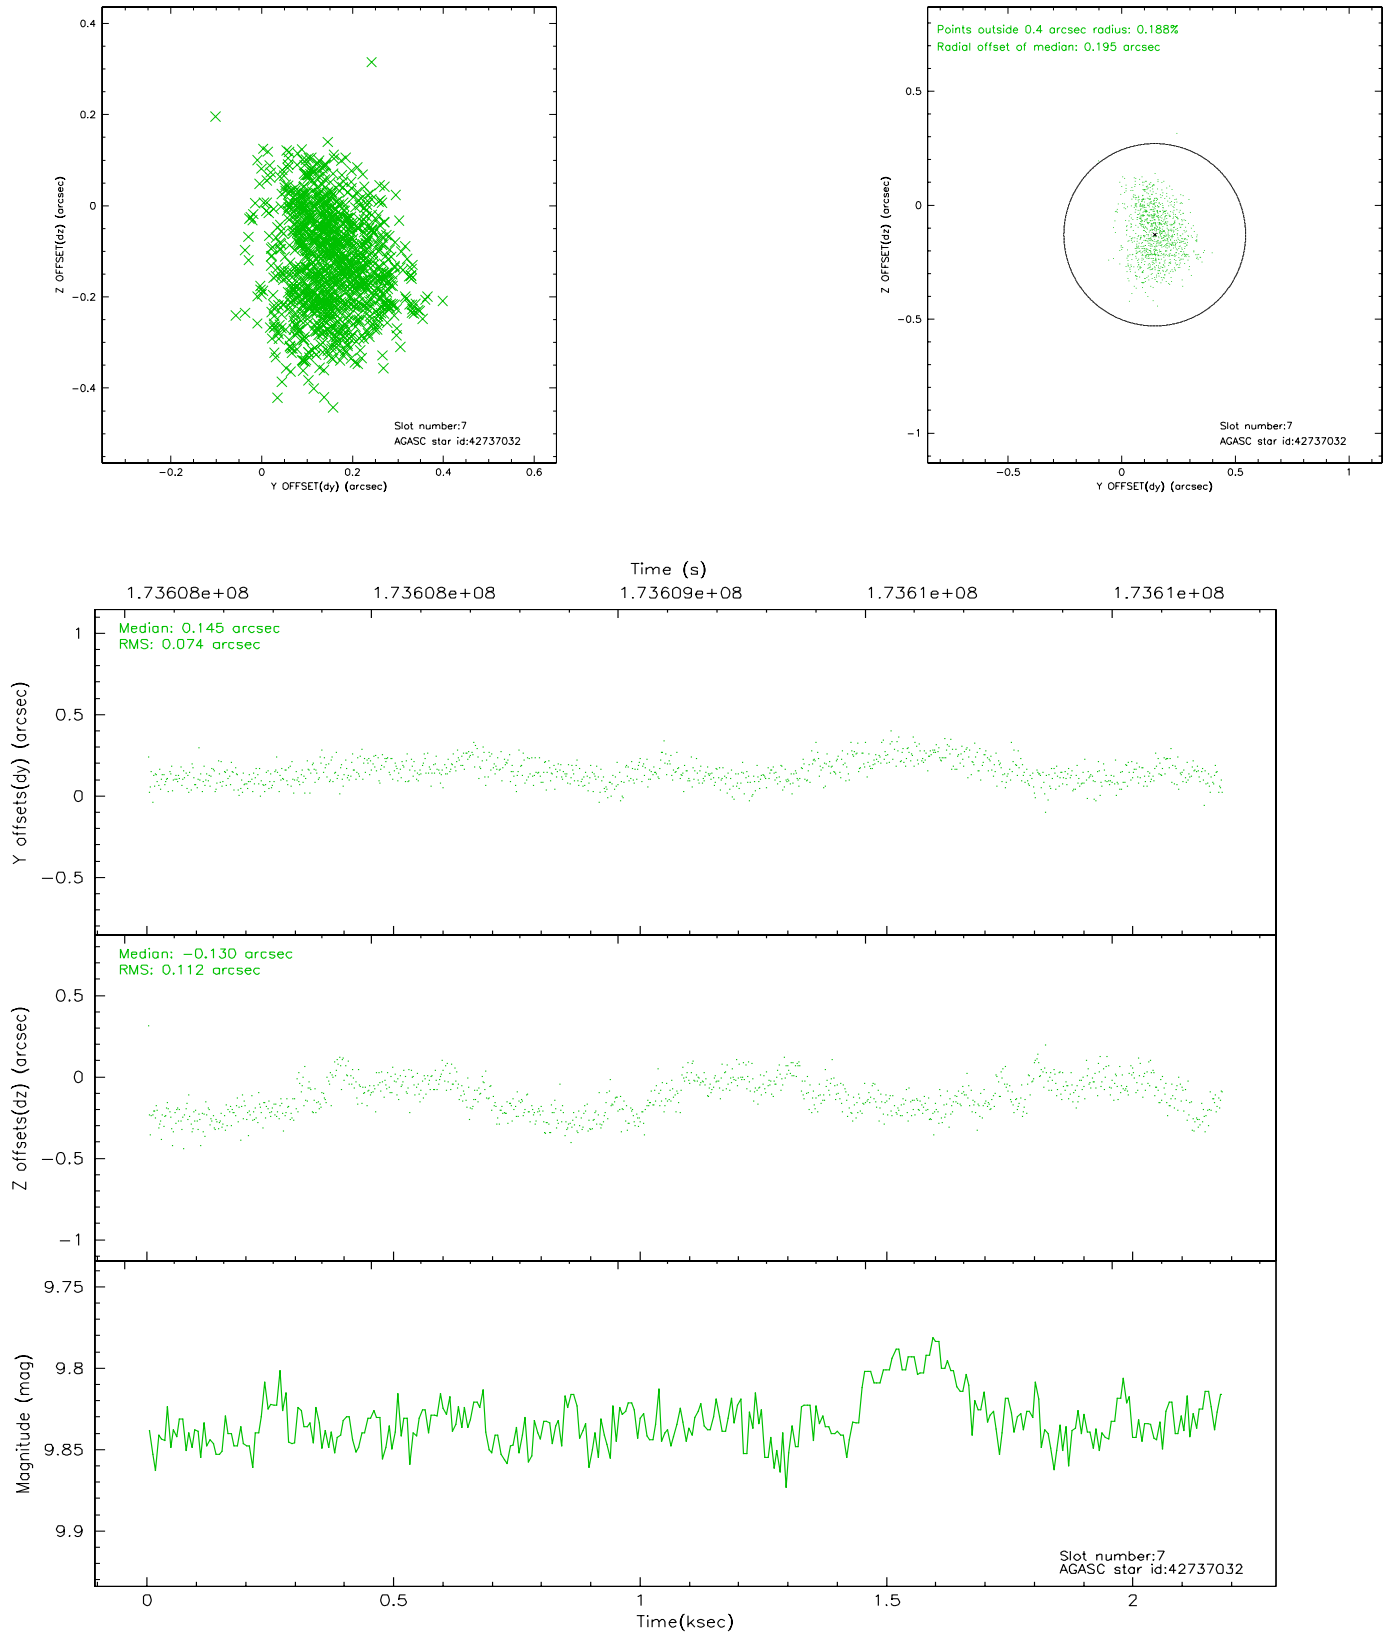 0.4
0.2
0
−0.2
−0.4
Z OFFSET(dz) (arcsec)
Slot number:7
AGASC star id:42737032
−0.2 0 0.2 0.4 0.6
Y OFFSET(dy) (arcsec)
Points outside 0.4 arcsec radius: 0.188%
Radial offset of median: 0.195 arcsec
0.5
0
−0.5
−1
Z OFFSET(dz) (arcsec)
Slot number:7
AGASC star id:42737032
−0.5 0 0.5 1
Y OFFSET(dy) (arcsec)
Time (s)
1.73608e+08 1.73608e+08 1.73609e+08 1.7361e+08 1.7361e+08
Median: 0.145 arcsec
RMS: 0.074 arcsec
1
0.5
0
−0.5
Y offsets(dy) (arcsec)
Median: −0.130 arcsec
RMS: 0.112 arcsec
0.5
0
−0.5
−1
Z offsets(dz) (arcsec)
9.75
9.8
9.85
9.9
Magnitude (mag)
Slot number:7
AGASC star id:42737032
0 0.5 1 1.5 2
Time(ksec)